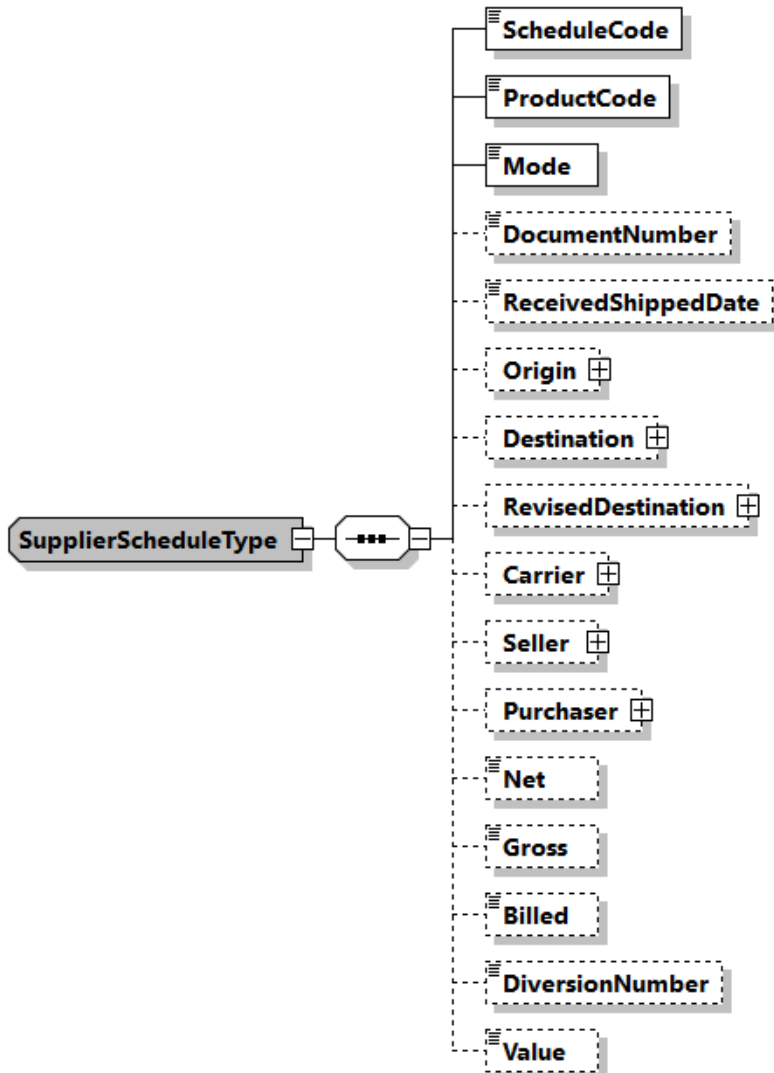 ScheduleCode
ProductCode
Mode
DocumentNumber
ReceivedShippedDate
Origin
Destination
RevisedDestination
SupplierScheduleType
Carrier
Seller
Purchaser
Net
Gross
Billed
DiversionNumber
Value